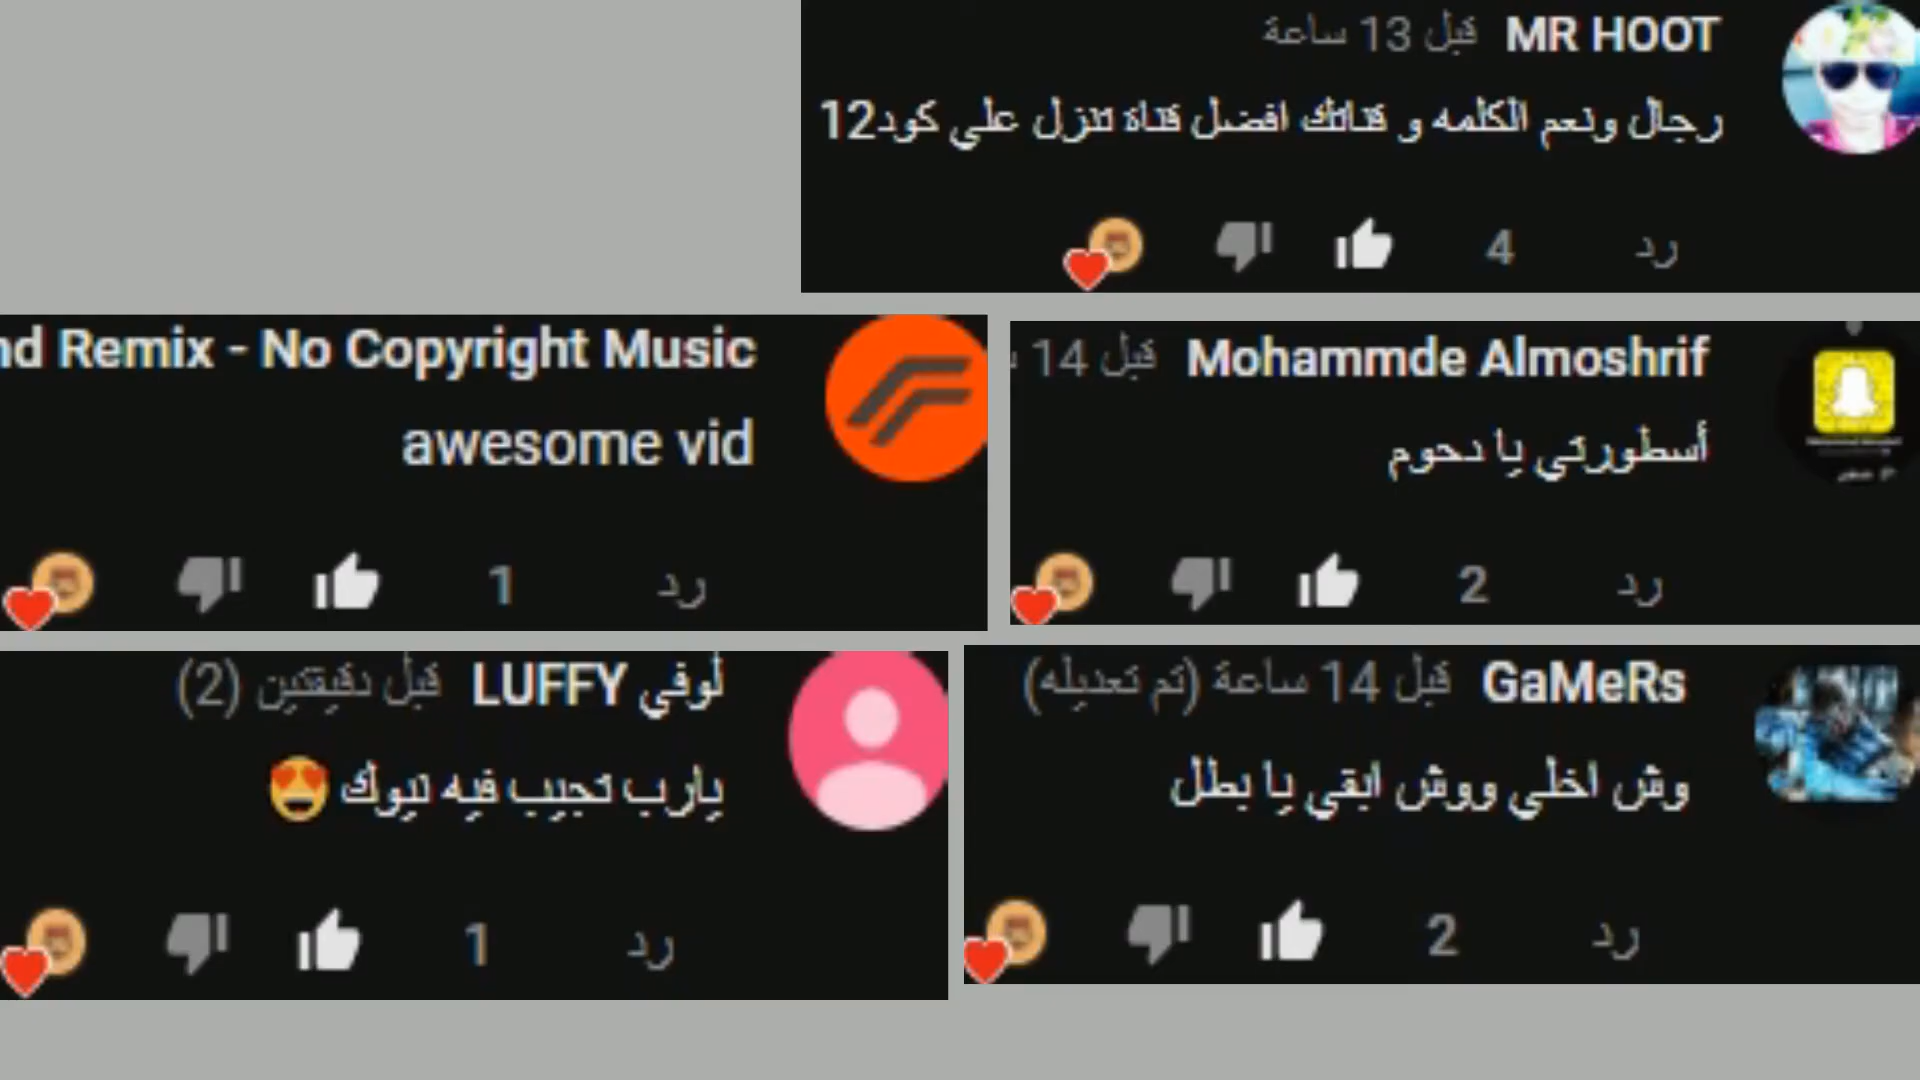 MR HOOT قبل 13 ساعة
رجال ونعم الكلمه و قناتك افضل قناة تنزل علي كود12
رد 4
nd Remix - No Copyright Music
awesome vid
رد 1
Mohammde Almoshrif قبل 14
أسطورتي يا دحوم
رد 2
لوفي LUFFY قبل دقيقتين (2)
يارب تجيب فيه نيوك 😍
رد 1
GaMeRs قبل 14 ساعة (تم تعديله)
وش اخلي ووش ابقي يا بطل
رد 2